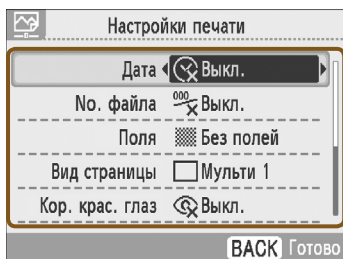 Настройки печати
Дата Выкл.
No. файла 000 Выкл.
Поля Без полей
Вид страницы Мульти 1
Кор. крас. глаз Выкл.
BACK Готово